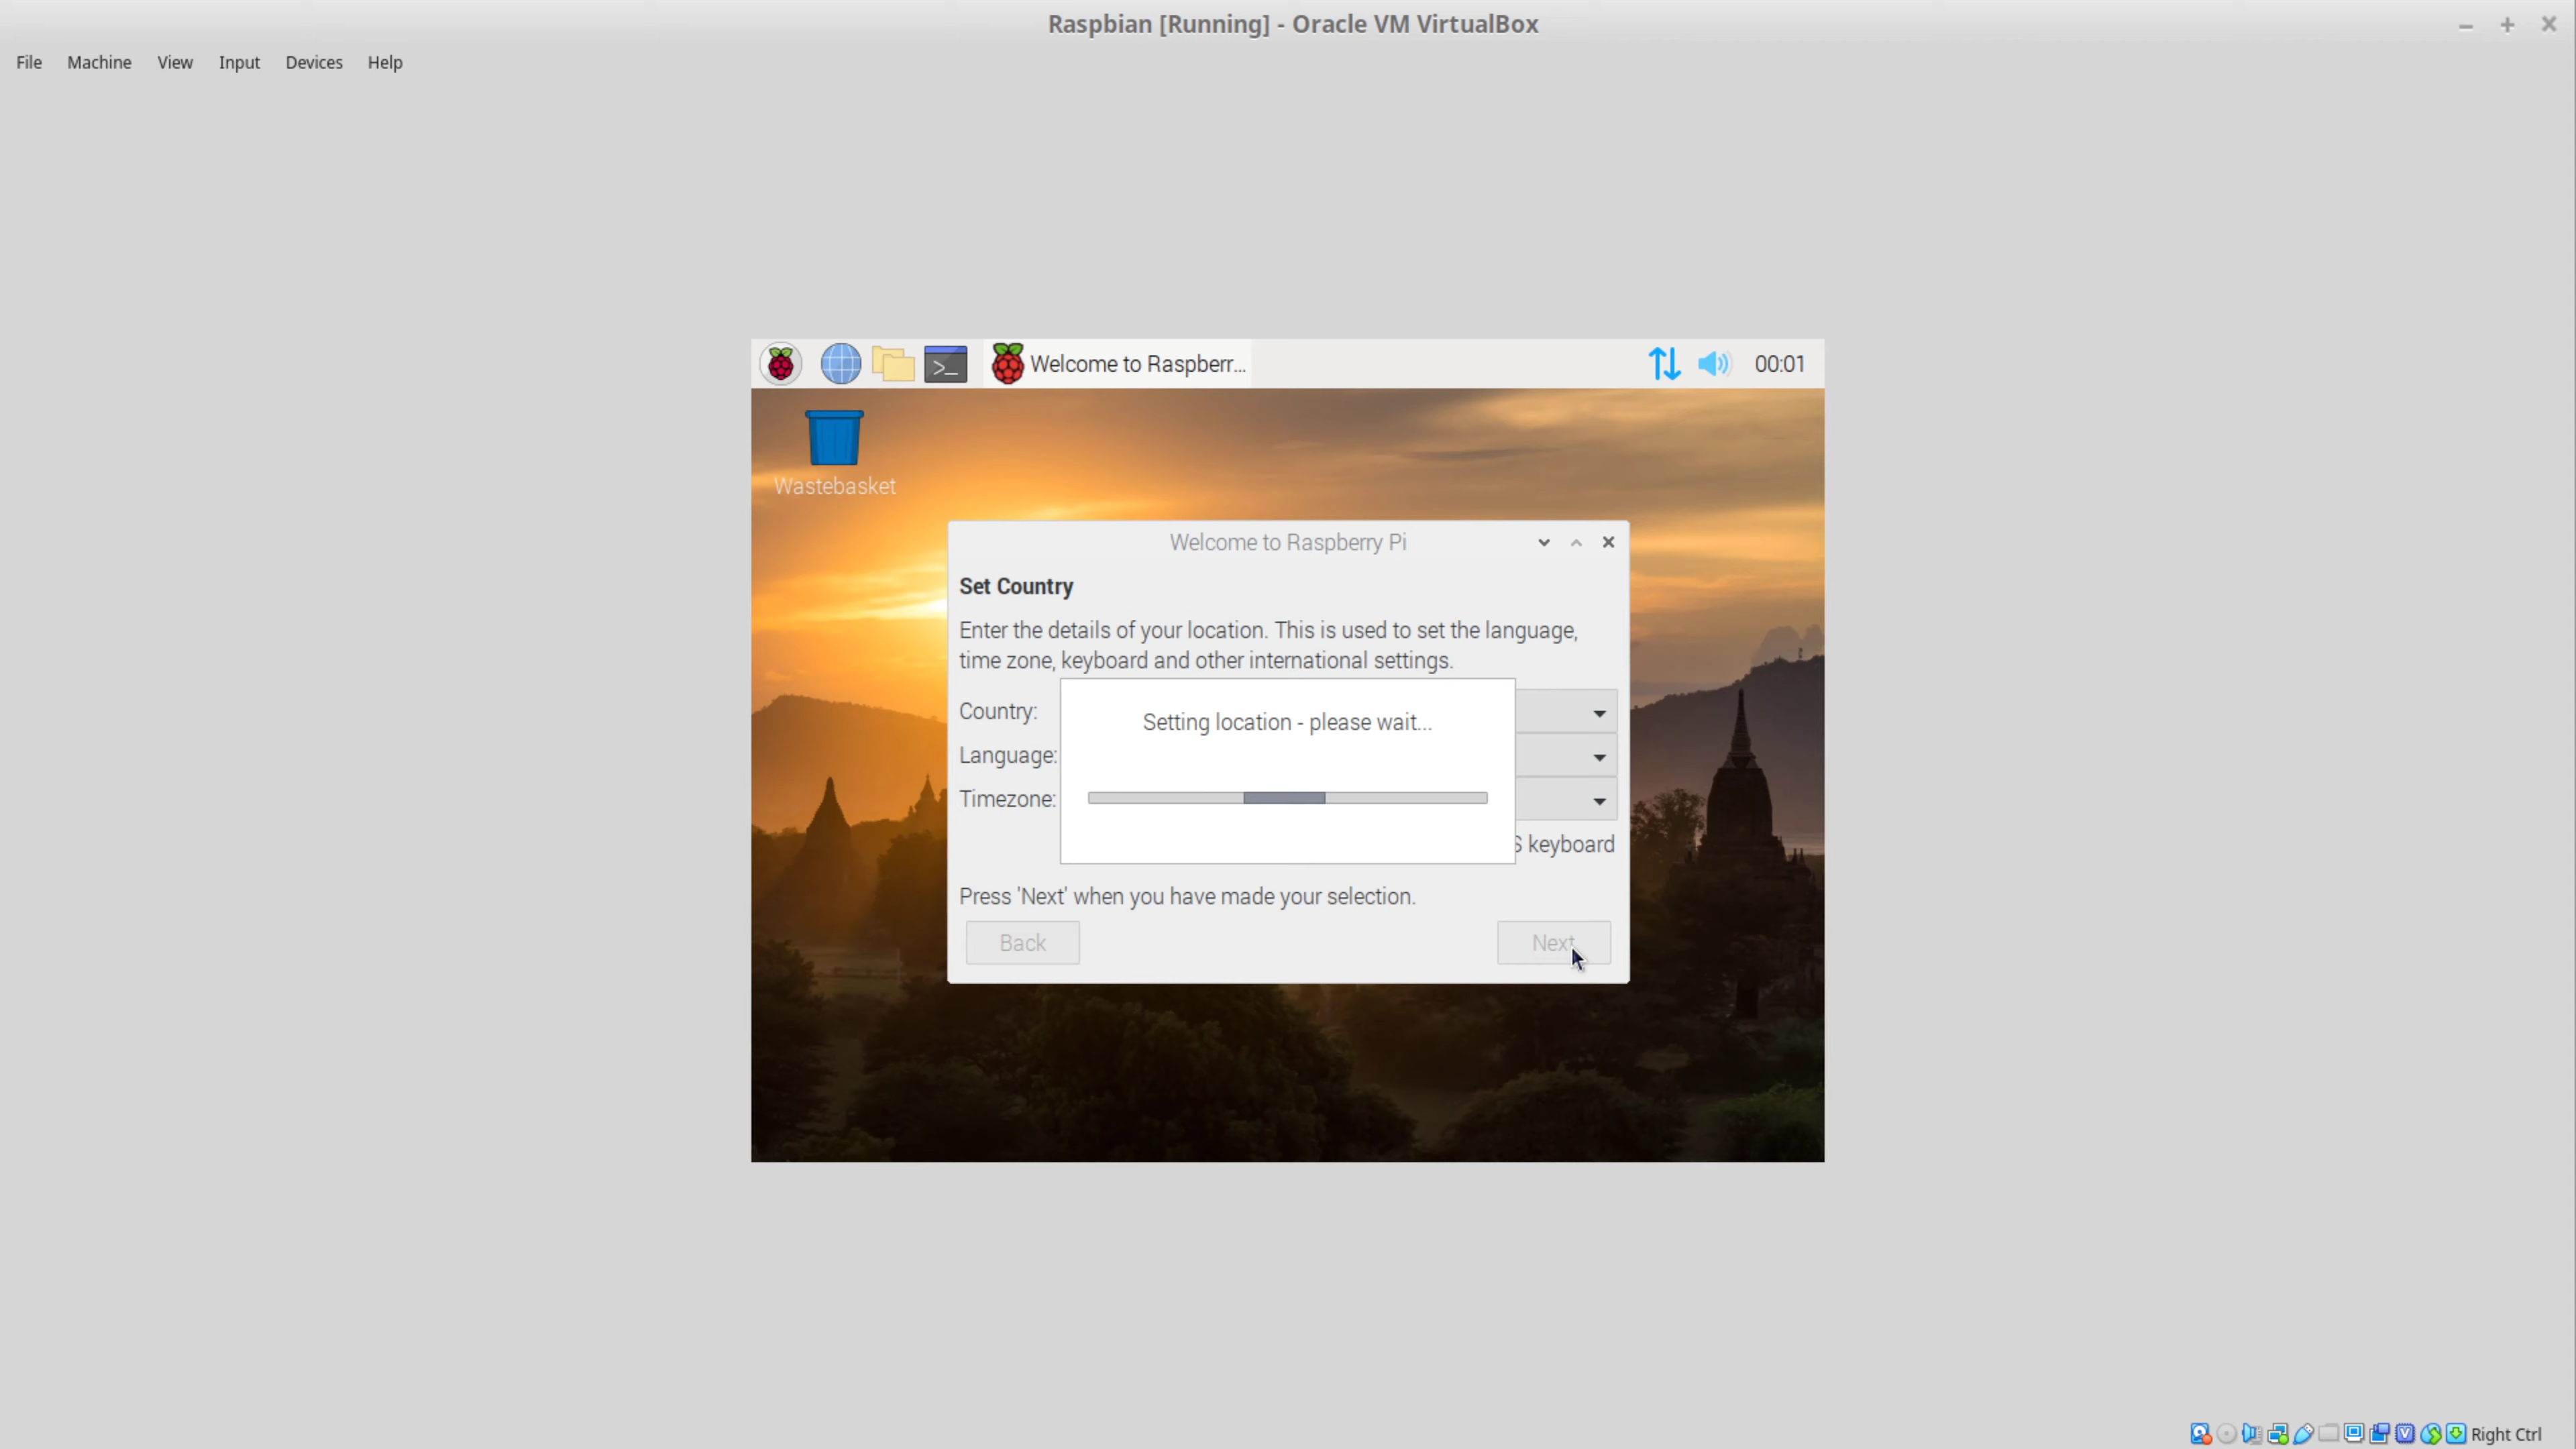 Raspbian [Running] - Oracle VM VirtualBox
File Machine View Input Devices Help
Welcome to Raspberr... 00:01
Wastebasket
Welcome to Raspberry Pi
Set Country
Enter the details of your location. This is used to set the language,
time zone, keyboard and other international settings.
Country:
Setting location - please wait...
Language:
Timezone:
keyboard
Press 'Next' when you have made your selection.
Back Next
Right Ctrl